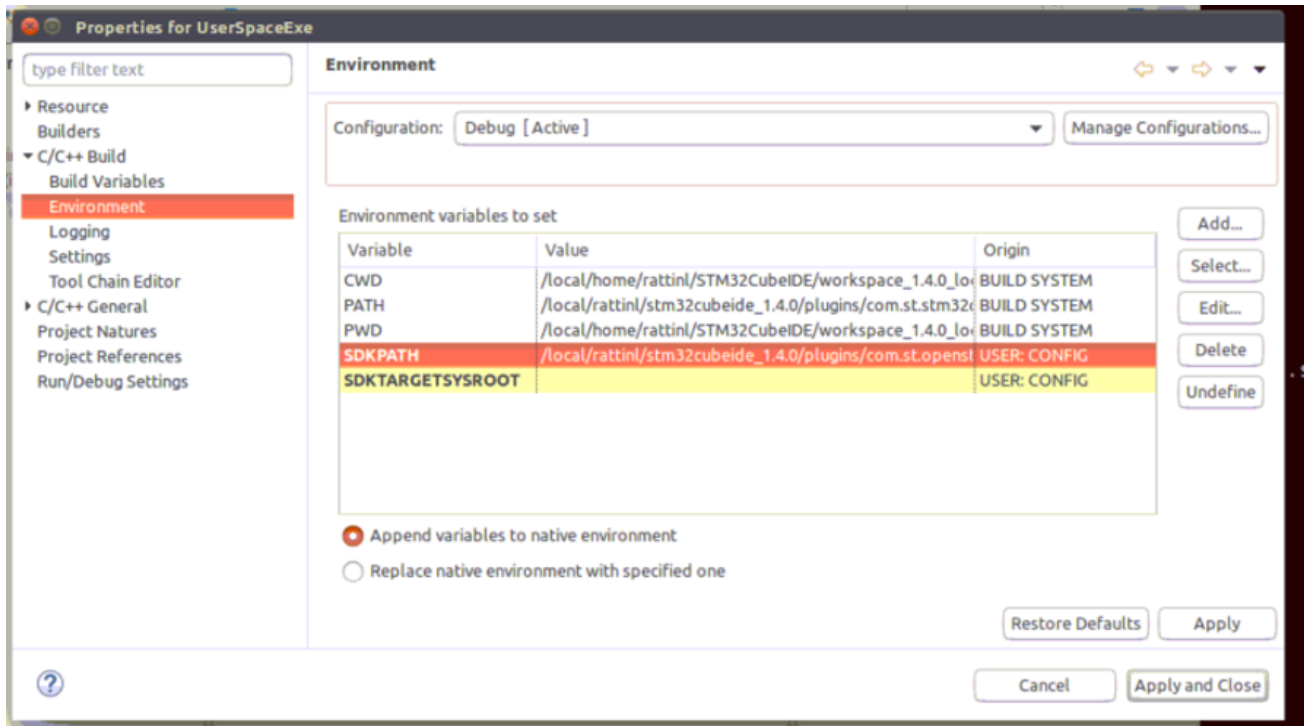 Properties for UserSpaceExe
type filter text
Environment
Resource
Builders
C/C++ Build
Build Variables
Environment
Logging
Settings
Tool Chain Editor
C/C++ General
Project Natures
Project References
Run/Debug Settings
Configuration: Debug [Active] Manage Configurations...
Environment variables to set
Variable Value Origin
CWD /local/home/rattinl/STM32CubeIDE/workspace_1.4.0_lo BUILD SYSTEM
PATH /local/rattinl/stm32cubeide_1.4.0/plugins/com.st.stm32c BUILD SYSTEM
PWD /local/home/rattinl/STM32CubeIDE/workspace_1.4.0_lo BUILD SYSTEM
SDKPATH /local/rattinl/stm32cubeide_1.4.0/plugins/com.st.openst USER: CONFIG
SDKTARGETSYSROOT USER: CONFIG
Add...
Select...
Edit...
Delete
Undefine
Append variables to native environment
Replace native environment with specified one
Restore Defaults Apply
? Cancel Apply and Close